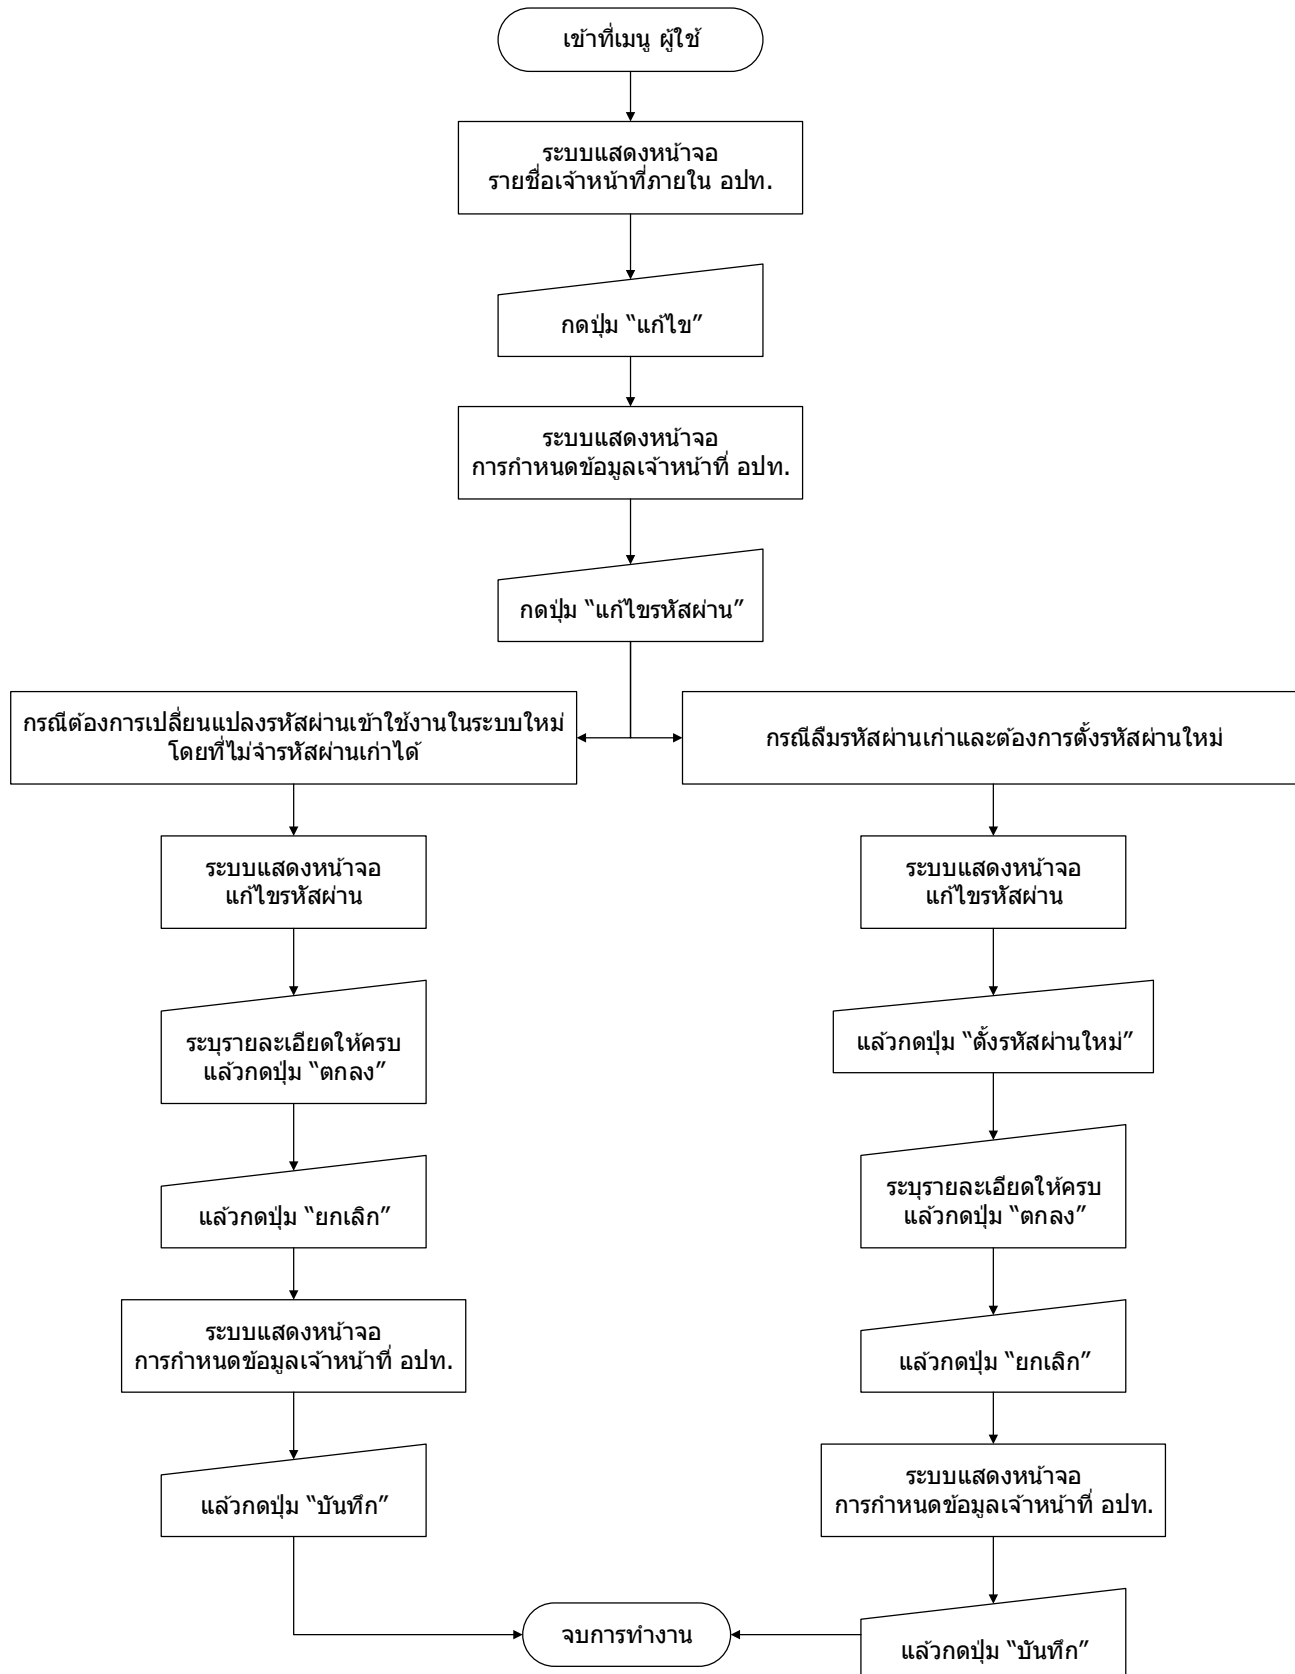 เข้าที่เมนู ผู้ใช้
ระบบแสดงหน้าจอ
รายชื่อเจ้าหน้าที่ภายใน อปท.
กดปุ่ม “แก้ไข”
ระบบแสดงหน้าจอ
การกำหนดข้อมูลเจ้าหน้าที่ อปท.
กดปุ่ม “แก้ไขรหัสผ่าน”
กรณีต้องการเปลี่ยนแปลงรหัสผ่านเข้าใช้งานในระบบใหม่
โดยที่ไม่จำรหัสผ่านเก่าได้
ระบบแสดงหน้าจอ
แก้ไขรหัสผ่าน
ระบุรายละเอียดให้ครบ
แล้วกดปุ่ม “ตกลง”
แล้วกดปุ่ม “ยกเลิก”
ระบบแสดงหน้าจอ
การกำหนดข้อมูลเจ้าหน้าที่ อปท.
แล้วกดปุ่ม “บันทึก”
กรณีลืมรหัสผ่านเก่าและต้องการตั้งรหัสผ่านใหม่
ระบบแสดงหน้าจอ
แก้ไขรหัสผ่าน
แล้วกดปุ่ม “ตั้งรหัสผ่านใหม่”
ระบุรายละเอียดให้ครบ
แล้วกดปุ่ม “ตกลง”
แล้วกดปุ่ม “ยกเลิก”
ระบบแสดงหน้าจอ
การกำหนดข้อมูลเจ้าหน้าที่ อปท.
แล้วกดปุ่ม “บันทึก”
จบการทำงาน